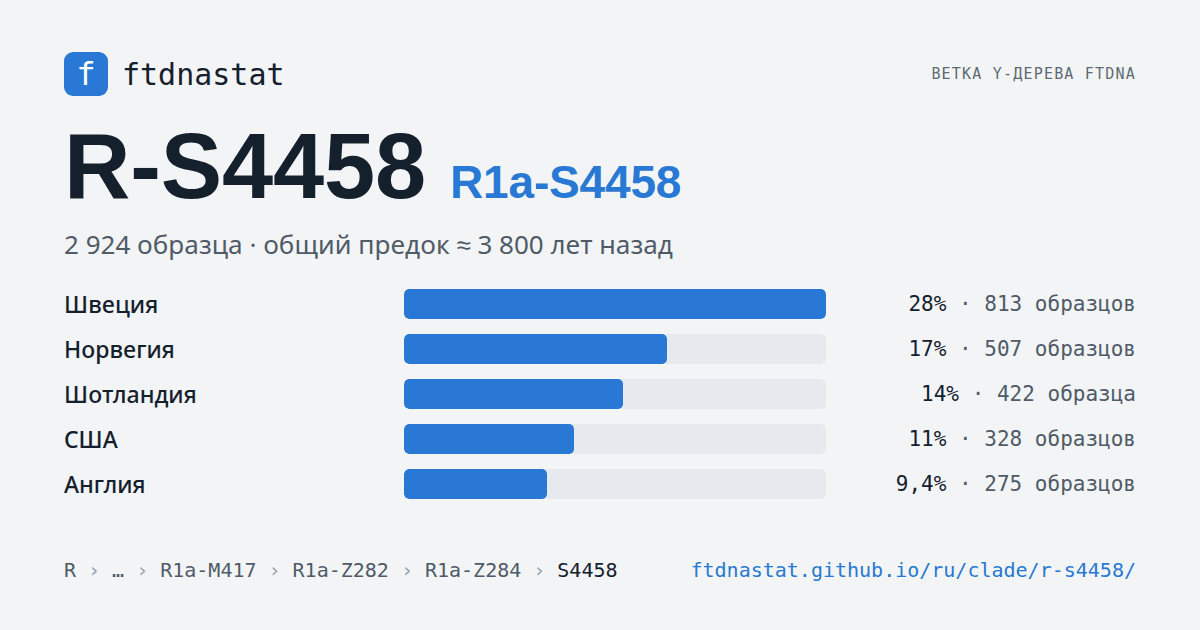 f ftdnastat
ВЕТКА Y-ДЕРЕВА FTDNA
R-S4458 R1a-S4458
2 924 образца · общий предок ≈ 3 800 лет назад
Швеция 28% · 813 образцов
Норвегия 17% · 507 образцов
Шотландия 14% · 422 образца
США 11% · 328 образцов
Англия 9,4% · 275 образцов
R › … › R1a-M417 › R1a-Z282 › R1a-Z284 › S4458
ftdnastat.github.io/ru/clade/r-s4458/